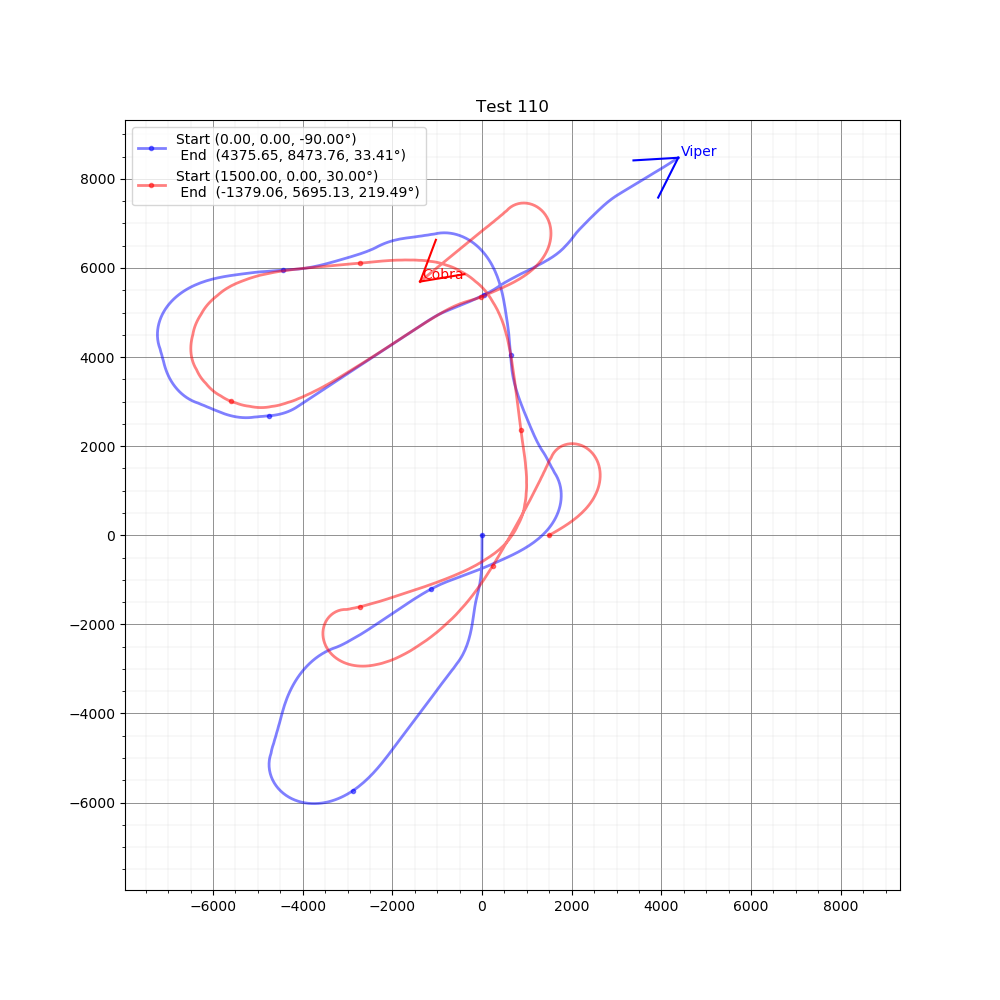 Test 110
Start (0.00, 0.00, -90.00°)
End  (4375.65, 8473.76, 33.41°)
Start (1500.00, 0.00, 30.00°)
End  (-1379.06, 5695.13, 219.49°)
Viper
Cobra
8000
6000
4000
2000
0
−2000
−4000
−6000
−6000 −4000 −2000 0 2000 4000 6000 8000